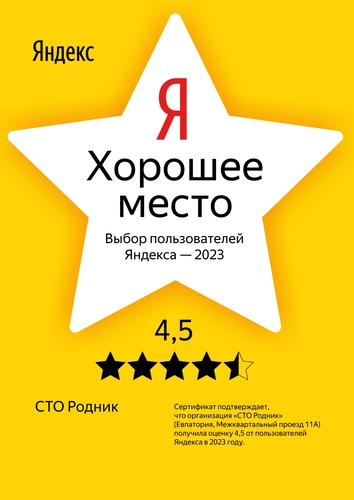 Яндекс
Я
Хорошее
место
Выбор пользователей
Яндекса — 2023
4,5
СТО Родник
Сертификат подтверждает,
что организация «СТО Родник»
(Евпатория, Межквартальный проезд 11А)
получила оценку 4,5 от пользователей
Яндекса в 2023 году.